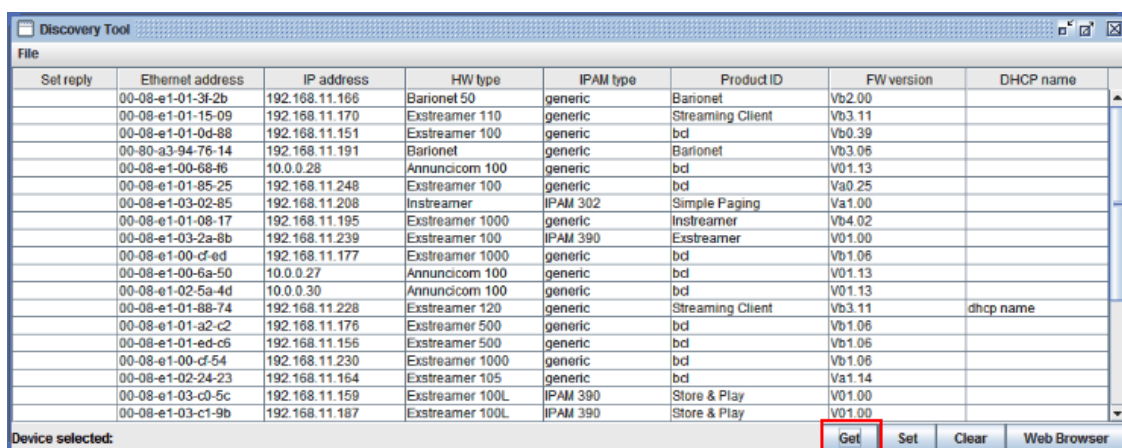 Discovery Tool
File
Set reply Ethernet address IP address HW type IPAM type Product ID FW version DHCP name
00-08-e1-01-3f-2b 192.168.11.166 Barionet 50 generic Barionet Vb2.00
00-08-e1-01-15-09 192.168.11.170 Exstreamer 110 generic Streaming Client Vb3.11
00-08-e1-01-0d-88 192.168.11.151 Exstreamer 100 generic bcl Vb0.39
00-80-a3-94-76-14 192.168.11.191 Barionet generic Barionet Vb3.06
00-08-e1-00-68-f6 10.0.0.28 Annuncicom 100 generic bcl V01.13
00-08-e1-01-85-25 192.168.11.248 Exstreamer 100 generic bcl Va0.25
00-08-e1-03-02-85 192.168.11.208 Instreamer IPAM 302 Simple Paging Va1.00
00-08-e1-01-08-17 192.168.11.195 Exstreamer 1000 generic Instreamer Vb4.02
00-08-e1-03-2a-8b 192.168.11.239 Exstreamer 100 IPAM 390 Exstreamer V01.00
00-08-e1-00-cf-ed 192.168.11.177 Exstreamer 1000 generic bcl Vb1.06
00-08-e1-00-6a-50 10.0.0.27 Annuncicom 100 generic bcl V01.13
00-08-e1-02-5a-4d 10.0.0.30 Annuncicom 100 generic bcl V01.13
00-08-e1-01-88-74 192.168.11.228 Exstreamer 120 generic Streaming Client Vb3.11 dhcp name
00-08-e1-01-a2-c2 192.168.11.176 Exstreamer 500 generic bcl Vb1.06
00-08-e1-01-ed-c6 192.168.11.156 Exstreamer 500 generic bcl Vb1.06
00-08-e1-00-cf-54 192.168.11.230 Exstreamer 1000 generic bcl Vb1.06
00-08-e1-02-24-23 192.168.11.164 Exstreamer 105 generic bcl Va1.14
00-08-e1-03-c0-5c 192.168.11.159 Exstreamer 100L IPAM 390 Store & Play V01.00
00-08-e1-03-c1-9b 192.168.11.187 Exstreamer 100L IPAM 390 Store & Play V01.00
Device selected: Get Set Clear Web Browser